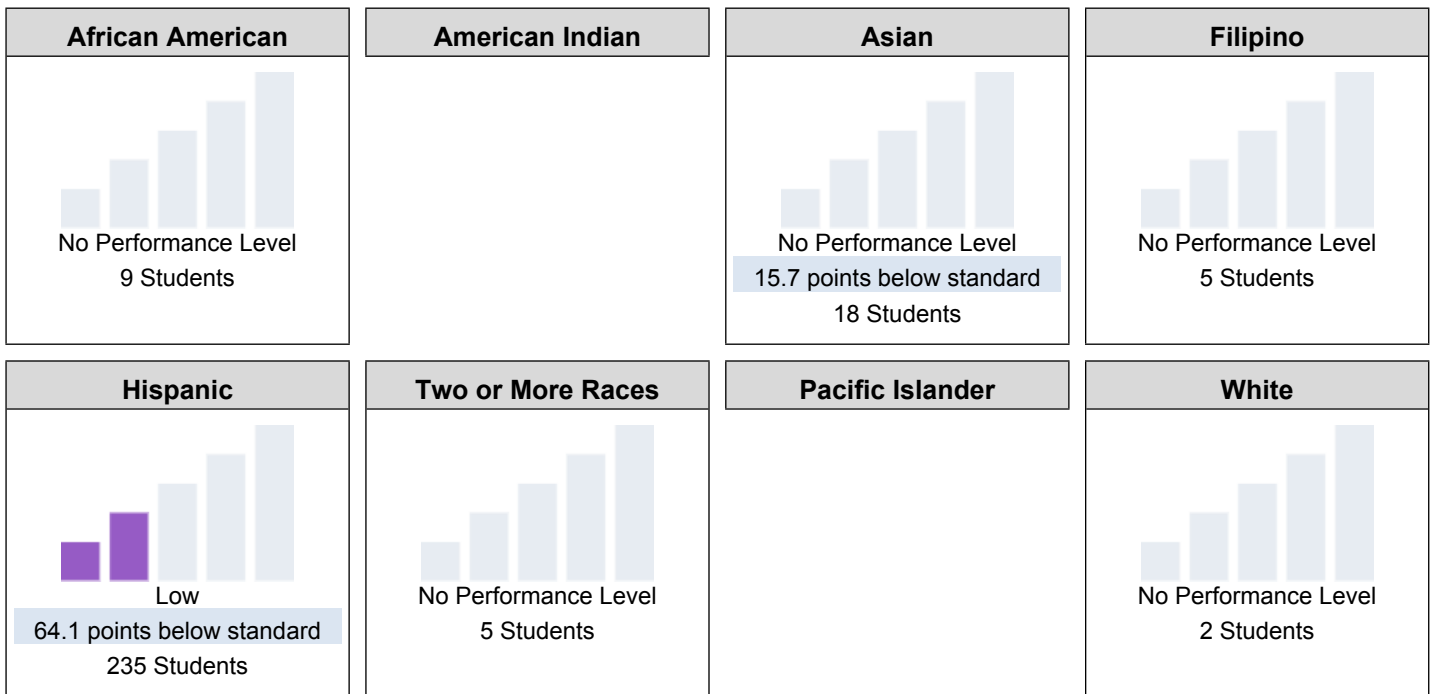 African American
No Performance Level
9 Students
American Indian
Asian
No Performance Level
15.7 points below standard
18 Students
Filipino
No Performance Level
5 Students
Hispanic
Low
64.1 points below standard
235 Students
Two or More Races
No Performance Level
5 Students
Pacific Islander
White
No Performance Level
2 Students